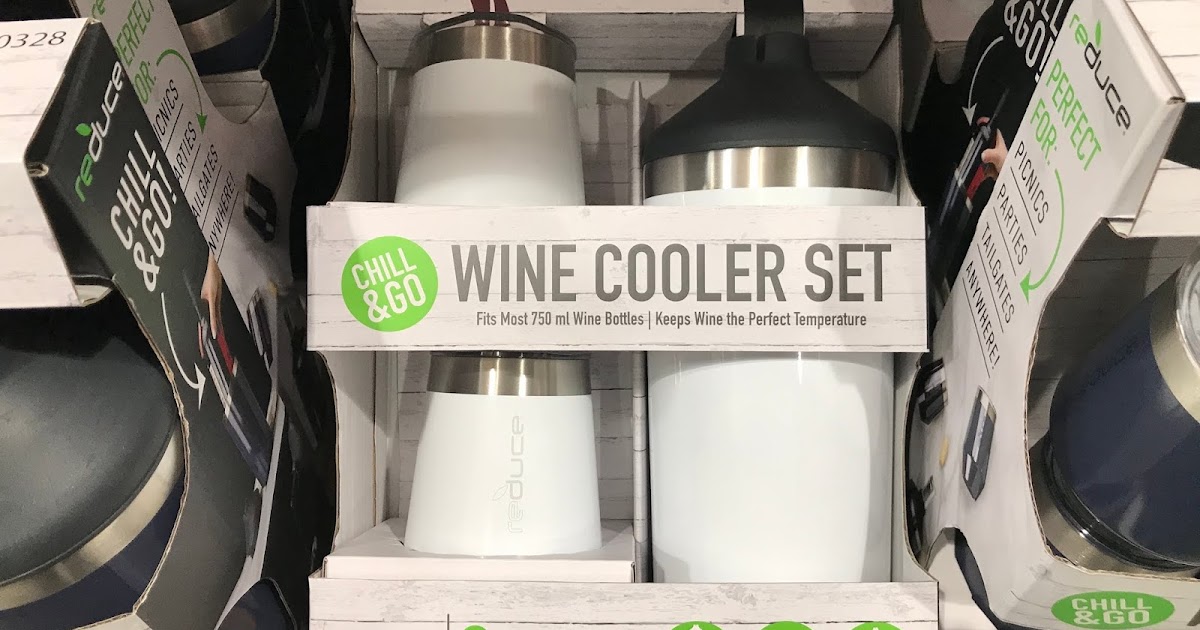 0328
reduce
CHILL
&GO!
PERFECT
FOR:
PICNICS
PARTIES
TAILGATES
ANYWHERE!
CHILL
&GO
WINE COOLER SET
Fits Most 750 ml Wine Bottles | Keeps Wine the Perfect Temperature
reduce
&GO!
reduce
PERFECT
FOR:
PICNICS
PARTIES
TAILGATES
ANYWHERE!
CHILL
&GO